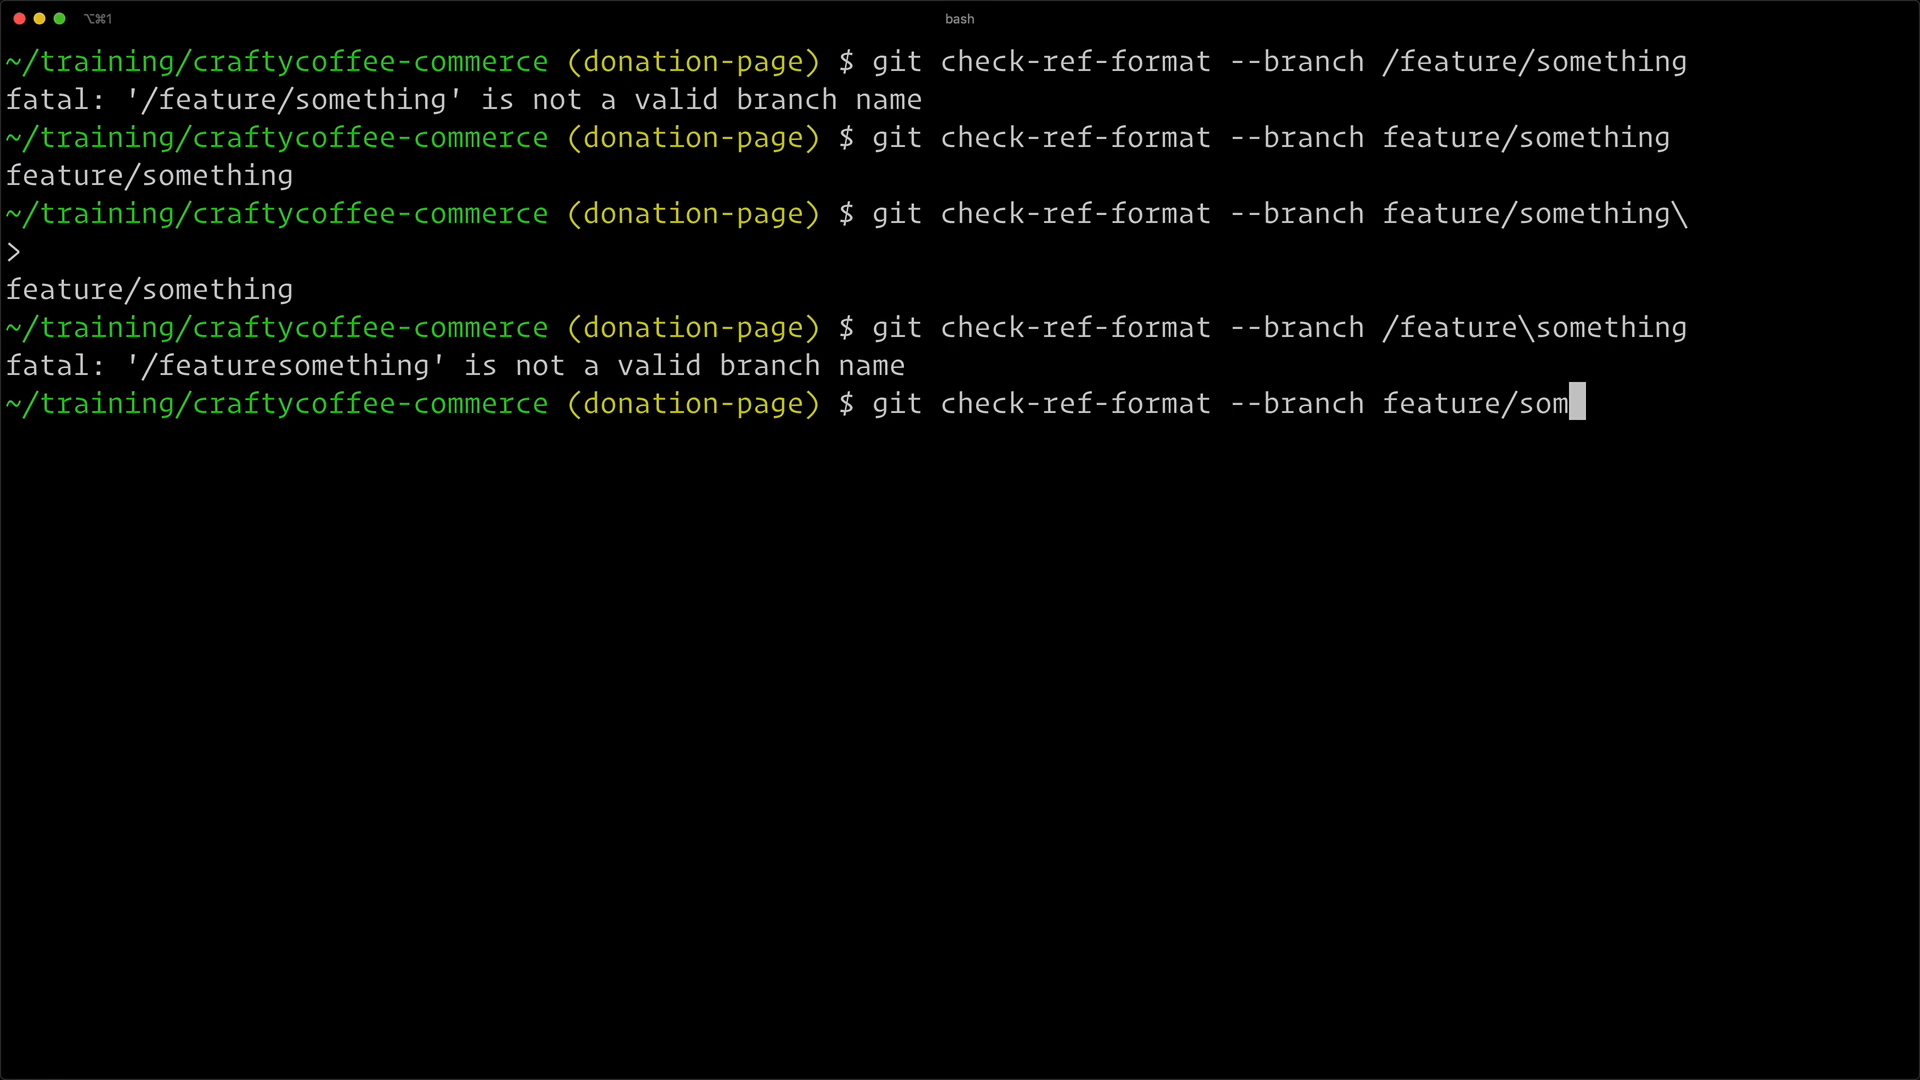 ⌥⌘1
bash
~/training/craftycoffee-commerce (donation-page) $ git check-ref-format --branch /feature/something
fatal: '/feature/something' is not a valid branch name
~/training/craftycoffee-commerce (donation-page) $ git check-ref-format --branch feature/something
feature/something
~/training/craftycoffee-commerce (donation-page) $ git check-ref-format --branch feature/something\
>
feature/something
~/training/craftycoffee-commerce (donation-page) $ git check-ref-format --branch /feature\something
fatal: '/featuresomething' is not a valid branch name
~/training/craftycoffee-commerce (donation-page) $ git check-ref-format --branch feature/som